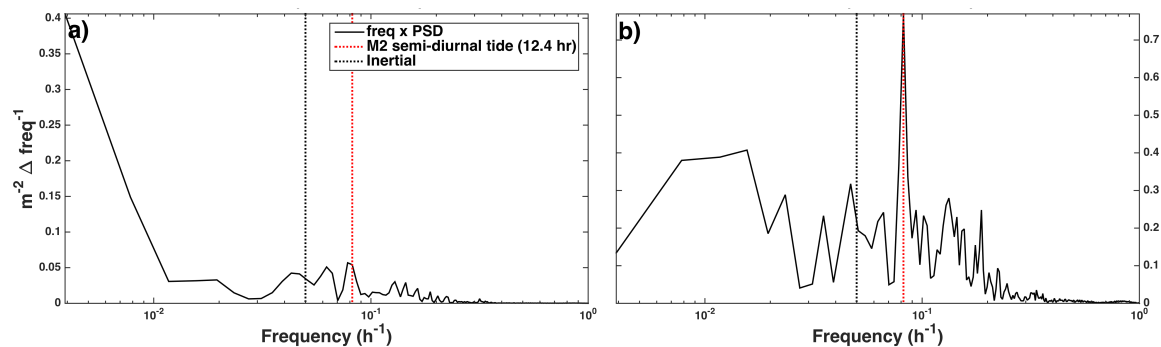 a)
freq x PSD
M2 semi-diurnal tide (12.4 hr)
Inertial
m⁻² Δ freq⁻¹
0.4
0.35
0.3
0.25
0.2
0.15
0.1
0.05
0
10⁻²
10⁻¹
10⁰
Frequency (h⁻¹)
b)
0.7
0.6
0.5
0.4
0.3
0.2
0.1
0
10⁻²
10⁻¹
10⁰
Frequency (h⁻¹)